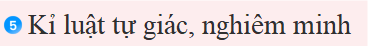 5 Kỉ luật tự giác, nghiêm minh